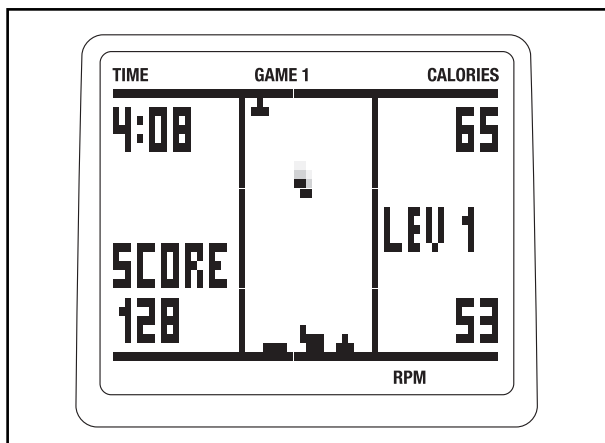 TIME GAME 1 CALORIES
4:08 65
LEV 1
SCORE
128 53
RPM